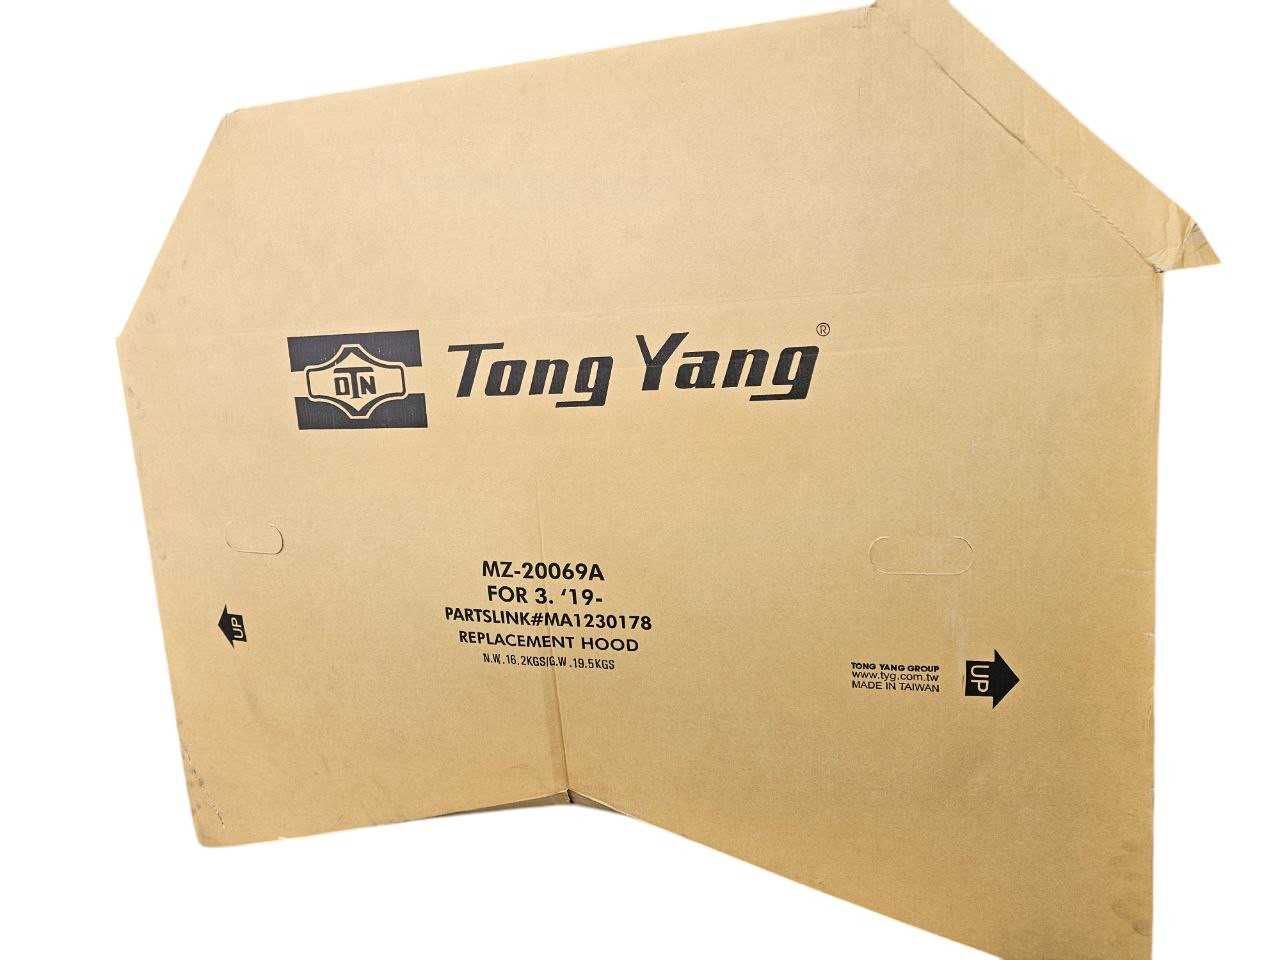 DTN
Tong Yang®
MZ-20069A
FOR 3. '19-
PARTSLINK#MA1230178
REPLACEMENT HOOD
N.W. 16.2KGS/G.W. 19.5KGS
UP
TONG YANG GROUP
www.tyg.com.tw
MADE IN TAIWAN
UP